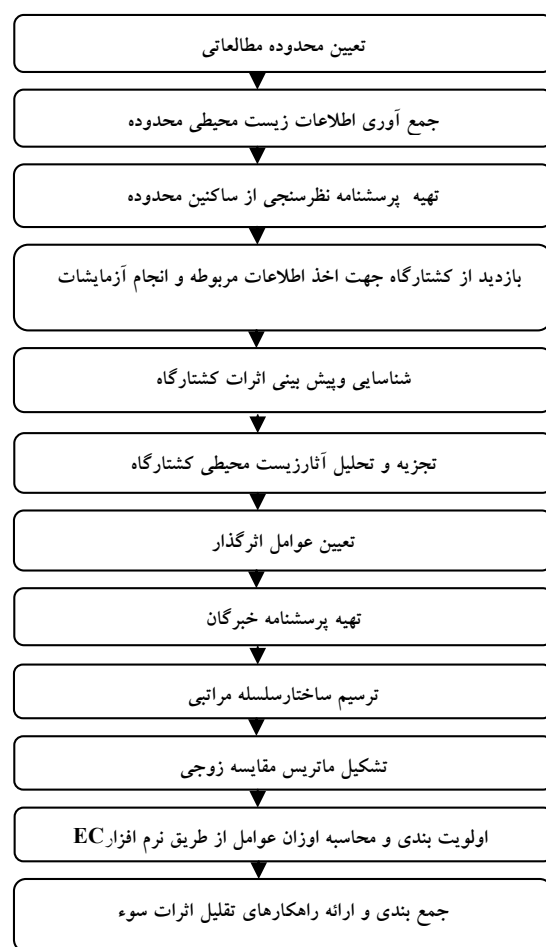 تعیین محدوده مطالعاتی
جمع آوری اطلاعات زیست محیطی محدوده
تهیه پرسشنامه نظرسنجی از ساکنین محدوده
بازدید از کشتارگاه جهت اخذ اطلاعات مربوطه و انجام آزمایشات
شناسایی وپیش بینی اثرات کشتارگاه
تجزیه و تحلیل آثارزیست محیطی کشتارگاه
تعیین عوامل اثرگذار
تهیه پرسشنامه خبرگان
ترسیم ساختارسلسله مراتبی
تشکیل ماتریس مقایسه زوجی
اولویت بندی و محاسبه اوزان عوامل از طریق نرم افزارEC
جمع بندی و ارائه راهکارهای تقلیل اثرات سوء